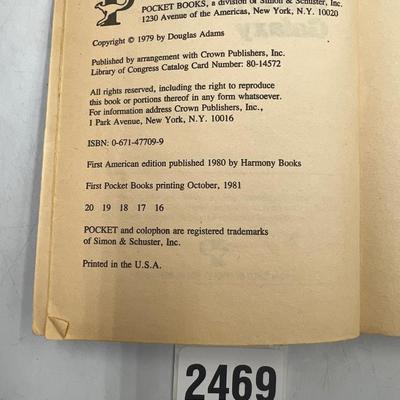 POCKET BOOKS, a division of Simon & Schuster, Inc.
1230 Avenue of the Americas, New York, N.Y. 10020
Copyright © 1979 by Douglas Adams
Published by arrangement with Crown Publishers, Inc.
Library of Congress Catalog Card Number: 80-14572
All rights reserved, including the right to reproduce
this book or portions thereof in any form whatsoever.
For information address Crown Publishers, Inc.,
1 Park Avenue, New York, N.Y. 10016
ISBN: 0-671-47709-9
First American edition published 1980 by Harmony Books
First Pocket Books printing October, 1981
20 19 18 17 16
POCKET and colophon are registered trademarks
of Simon & Schuster, Inc.
Printed in the U.S.A.
Galaxy
2469